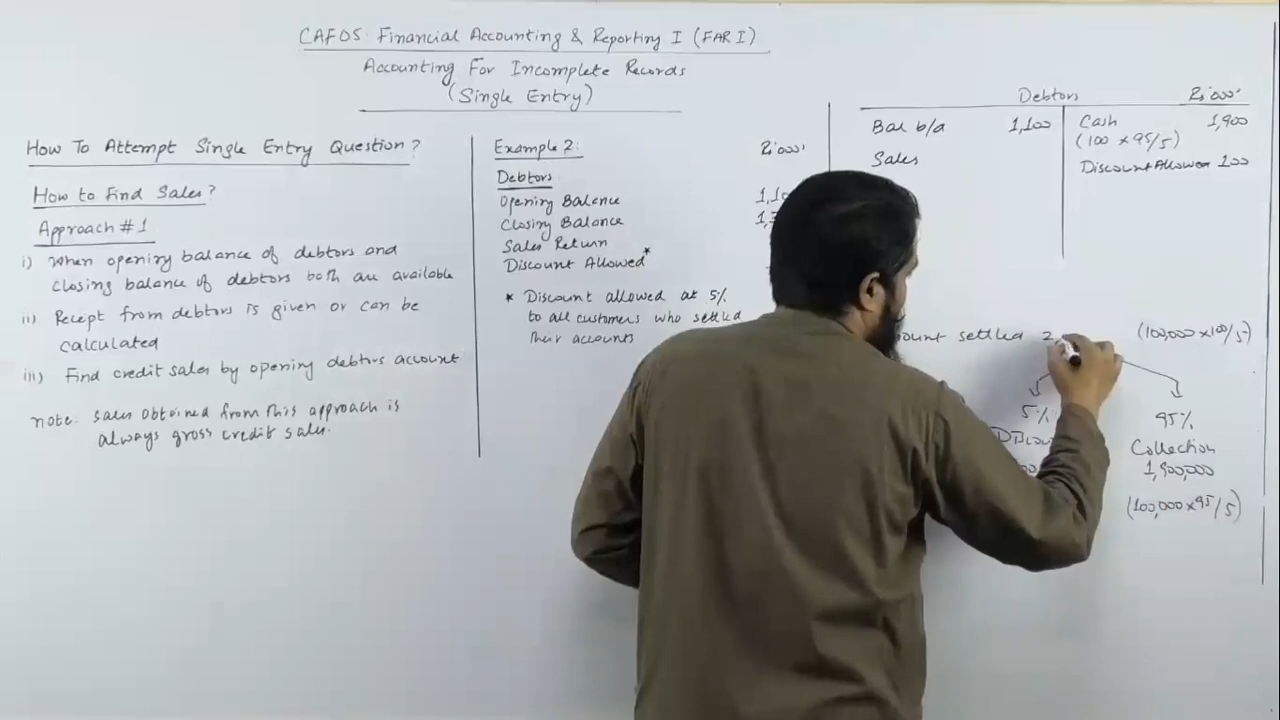 CAF05: Financial Accounting & Reporting I (FAR I)
Accounting For Incomplete Records
(Single Entry)
How To Attempt Single Entry Question?
How to Find Sales?
Approach #1
i) When opening balance of debtors and
closing balance of debtors both are available
ii) Recept from debtors is given or can be
calculated
iii) Find credit sales by opening debtors account
note: Sales obtained from this approach is
always gross credit sales.
Example 2: Rs'000'
Debtors
Opening Balance
Closing Balance
Sales Return
Discount Allowed*
* Discount allowed at 5%
to all customers who settled
their accounts
Debtors Rs'000'
Bal b/d 1,100 Cash 1,900
(100 x 95/5)
Sales Discount Allowed 100
settled (100,000 x 100/5)
5% 95%
Collection
1,900,000
(100,000 x 95/5)